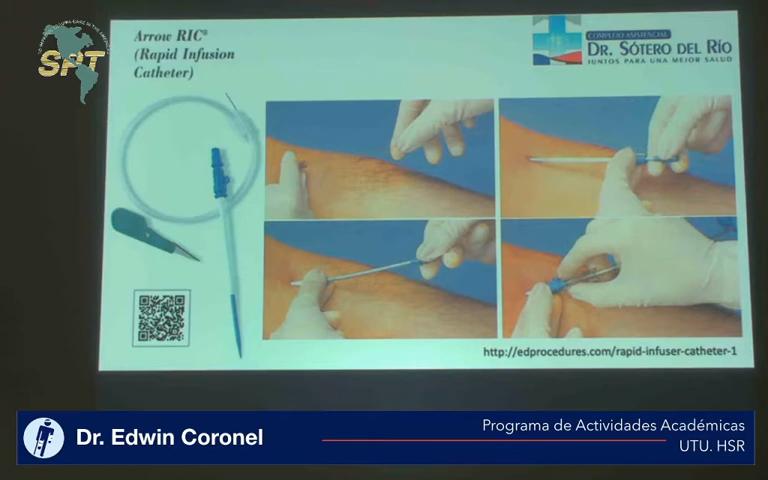 SPT
Arrow RIC®
(Rapid Infusion
Catheter)
COMPLEJO ASISTENCIAL
DR. SÓTERO DEL RÍO
JUNTOS PARA UNA MEJOR SALUD
http://edprocedures.com/rapid-infuser-catheter-1
Dr. Edwin Coronel
Programa de Actividades Académicas
UTU. HSR